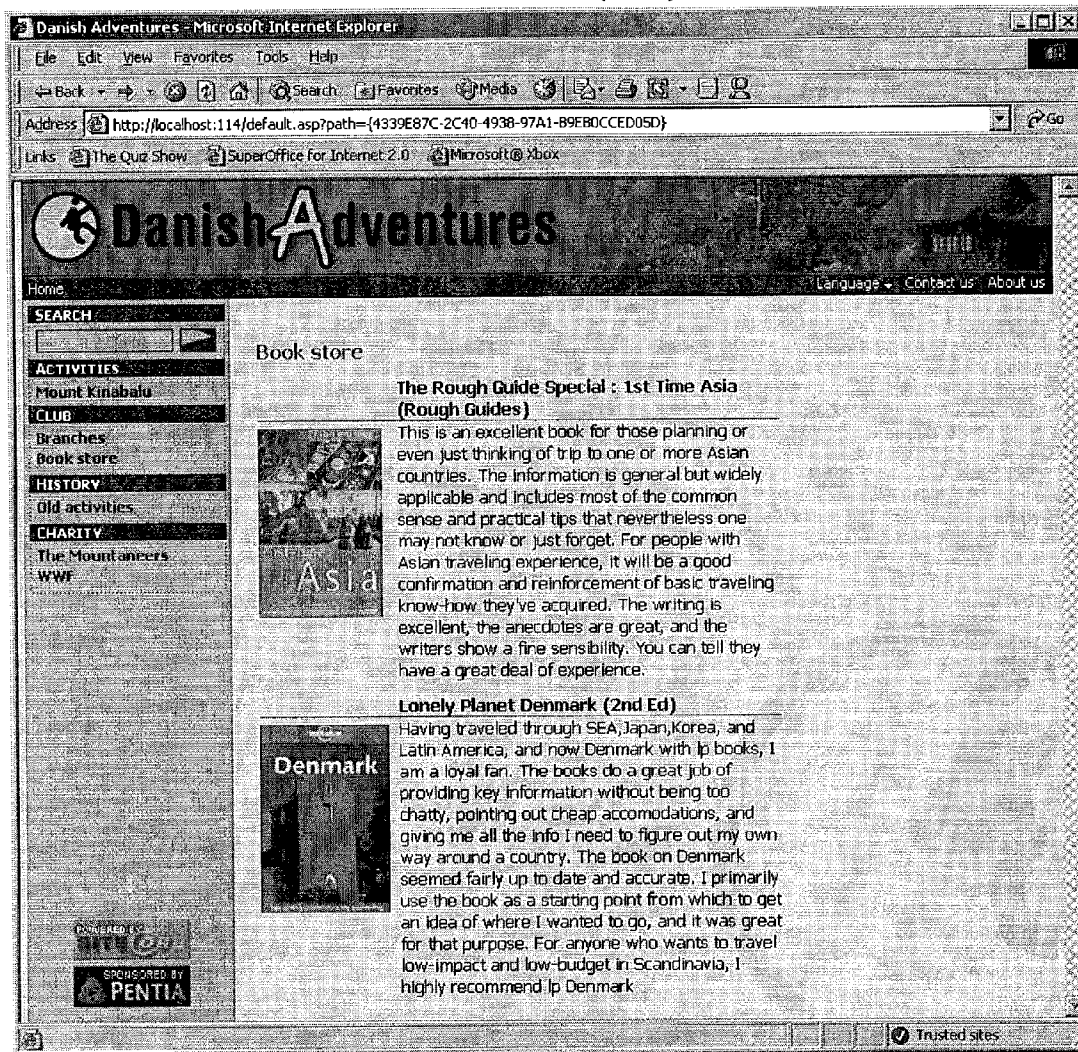 Danish Adventures - Microsoft Internet Explorer
File Edit View Favorites Tools Help
Back Search Favorites Media
Address http://localhost:114/default.asp?path={4339E87C-2C40-4938-97A1-B9EB0CCED05D} Go
Links The Quiz Show SuperOffice for Internet 2.0 Microsoft® Xbox
Danish Adventures
Home Language Contact us About us
SEARCH
ACTIVITIES
Mount Kinabalu
CLUB
Branches
Book store
HISTORY
Old activities
CHARITY
The Mountaneers
WWF
POWERED BY
SPONSORED BY
PENTIA
Book store
The Rough Guide Special : 1st Time Asia
(Rough Guides)
Asia
This is an excellent book for those planning or
even just thinking of trip to one or more Asian
countries. The information is general but widely
applicable and includes most of the common
sense and practical tips that nevertheless one
may not know or just forget. For people with
Asian traveling experience, it will be a good
confirmation and reinforcement of basic traveling
know-how they've acquired. The writing is
excellent, the anecdotes are great, and the
writers show a fine sensibility. You can tell they
have a great deal of experience.
Lonely Planet Denmark (2nd Ed)
Denmark
Having traveled through SEA,Japan,Korea, and
Latin America, and now Denmark with lp books, I
am a loyal fan. The books do a great job of
providing key information without being too
chatty, pointing out cheap accomodations, and
giving me all the info I need to figure out my own
way around a country. The book on Denmark
seemed fairly up to date and accurate. I primarily
use the book as a starting point from which to get
an idea of where I wanted to go, and it was great
for that purpose. For anyone who wants to travel
low-impact and low-budget in Scandinavia, I
highly recommend lp Denmark
Trusted sites